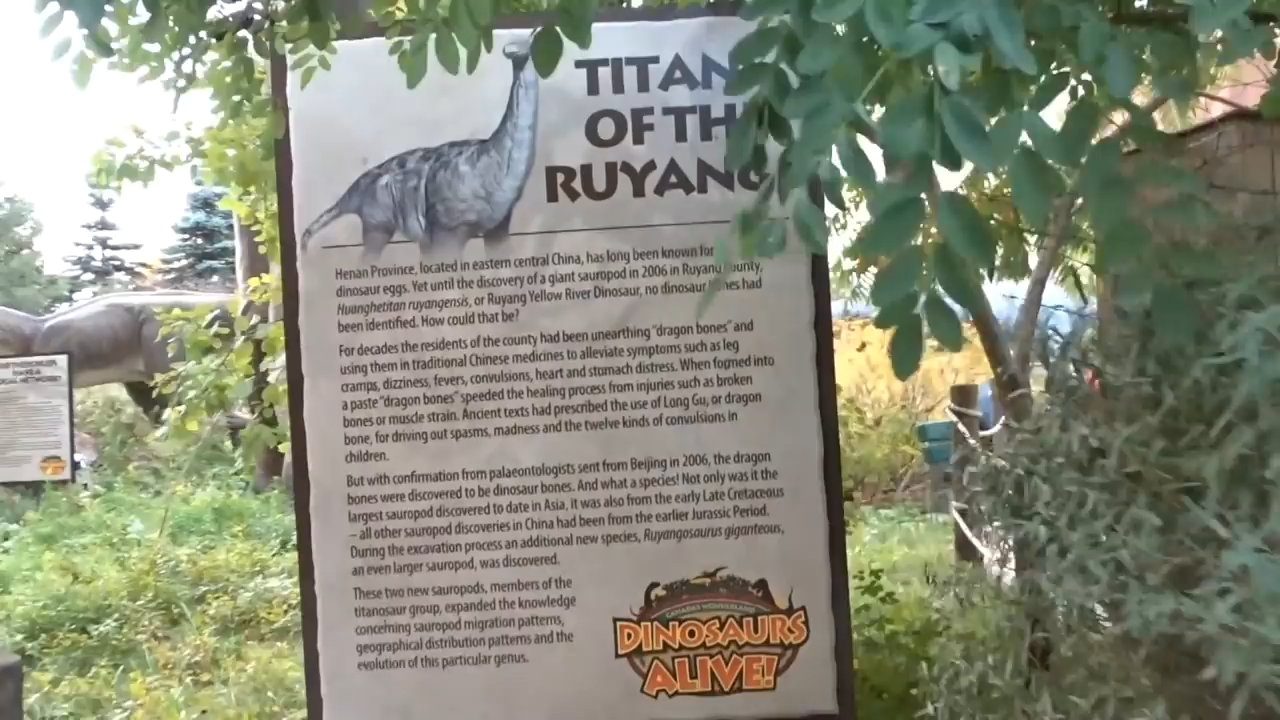 TITAN
OF TH
RUYANG
Henan Province, located in eastern central China, has long been known for
dinosaur eggs. Yet until the discovery of a giant sauropod in 2006 in Ruyang ounty,
Huanghetitan ruyangensis, or Ruyang Yellow River Dinosaur, no dinosaur had
been identified. How could that be?
For decades the residents of the county had been unearthing "dragon bones" and
using them in traditional Chinese medicines to alleviate symptoms such as leg
cramps, dizziness, fevers, convulsions, heart and stomach distress. When formed into
a paste "dragon bones" speeded the healing process from injuries such as broken
bones or muscle strain. Ancient texts had prescribed the use of Long Gu, or dragon
bone, for driving out spasms, madness and the twelve kinds of convulsions in
children.
But with confirmation from palaeontologists sent from Beijing in 2006, the dragon
bones were discovered to be dinosaur bones. And what a species! Not only was it the
largest sauropod discovered to date in Asia, it was also from the early Late Cretaceous
– all other sauropod discoveries in China had been from the earlier Jurassic Period.
During the excavation process an additional new species, Ruyangosaurus giganteous,
an even larger sauropod, was discovered.
These two new sauropods, members of the
titanosaur group, expanded the knowledge
concerning sauropod migration patterns,
geographical distribution patterns and the
evolution of this particular genus.
CANADA'S WONDERLAND
DINOSAURS
ALIVE!